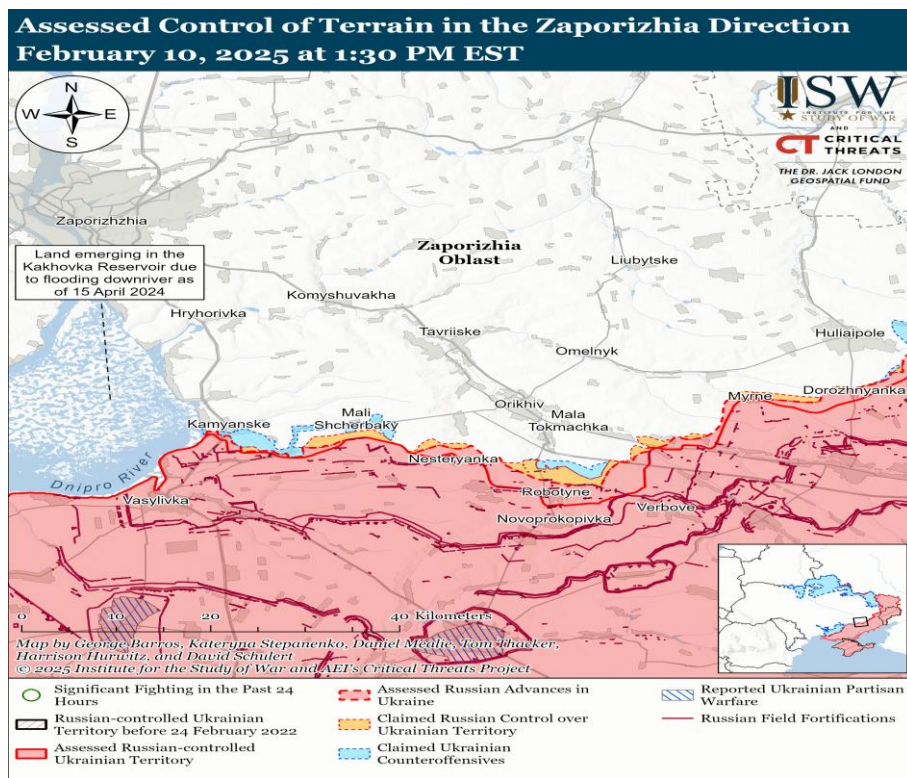 Assessed Control of Terrain in the Zaporizhia Direction
February 10, 2025 at 1:30 PM EST
N
W E
S
ISW
INSTITUTE FOR THE
STUDY OF WAR
AND
CT CRITICAL
THREATS
THE DR. JACK LONDON
GEOSPATIAL FUND
Zaporizhzhia
Land emerging in the
Kakhovka Reservoir due
to flooding downriver as
of 15 April 2024
Zaporizhia
Oblast
Liubytske
Komyshuvakha
Hryhorivka
Tavriiske
Huliaipole
Omelnyk
Orikhiv
Myrne
Dorozhnyanka
Mali
Shcherbaky
Mala
Tokmachka
Kamyanske
Nesteryanka
Dnipro River
Vasylivka
Robotyne
Novoprokopivka
Verbove
0 10 20 40 Kilometers
Map by George Barros, Kateryna Stepanenko, Daniel Mealie, Tom Thacker,
Harrison Hurwitz, and David Schulert
© 2025 Institute for the Study of War and AEI's Critical Threats Project
Significant Fighting in the Past 24
Hours
Russian-controlled Ukrainian
Territory before 24 February 2022
Assessed Russian-controlled
Ukrainian Territory
Assessed Russian Advances in
Ukraine
Claimed Russian Control over
Ukrainian Territory
Claimed Ukrainian
Counteroffensives
Reported Ukrainian Partisan
Warfare
Russian Field Fortifications